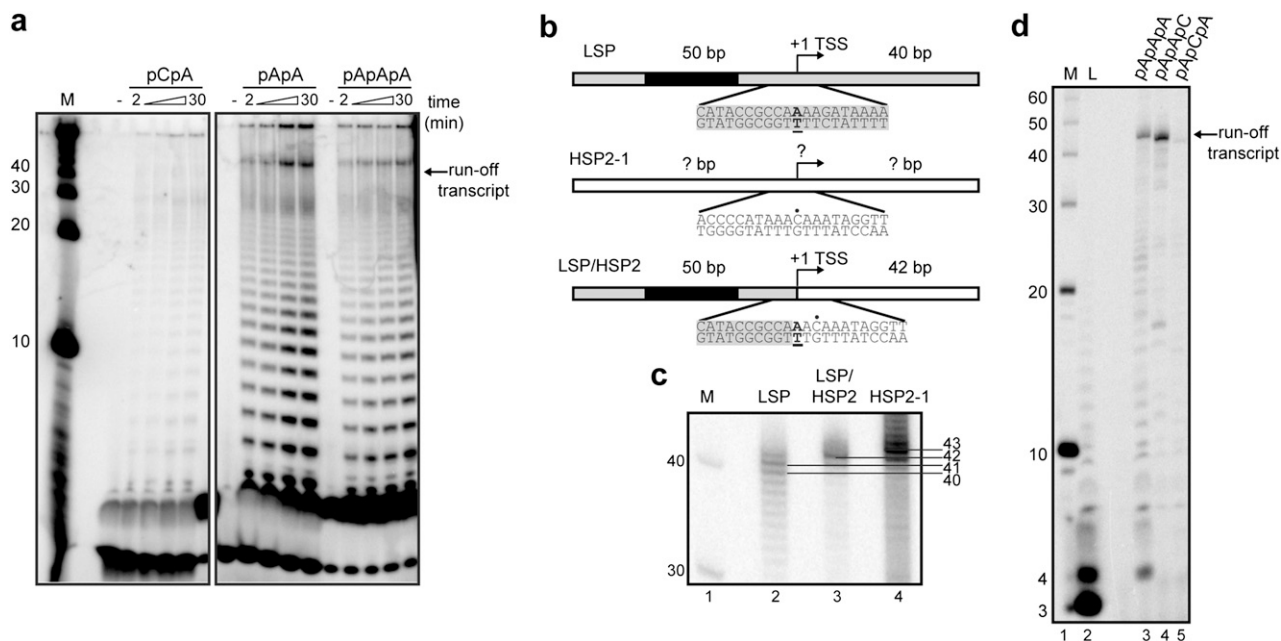 a
pCpA pApA pApApA
M - 2 30 - 2 30 - 2 30 time
(min)
40
30
20
10
run-off
transcript
b
LSP 50 bp +1 TSS 40 bp
CATACCGCCAAAAGATAAAA
GTATGGCGGTTTTCTATTTT
HSP2-1 ? bp ? ? bp
ACCCCATAAACAAATAGGTT
TGGGGTATTTGTTTATCCAA
LSP/HSP2 50 bp +1 TSS 42 bp
CATACCGCCAAACAAATAGGTT
GTATGGCGGTTTGTTTATCCAA
c
M LSP LSP/
HSP2 HSP2-1
40
30
43
42
41
40
1 2 3 4
d
M L pApApA pApApC pApCpA
60
50
40
30
20
10
4
3
run-off
transcript
1 2 3 4 5